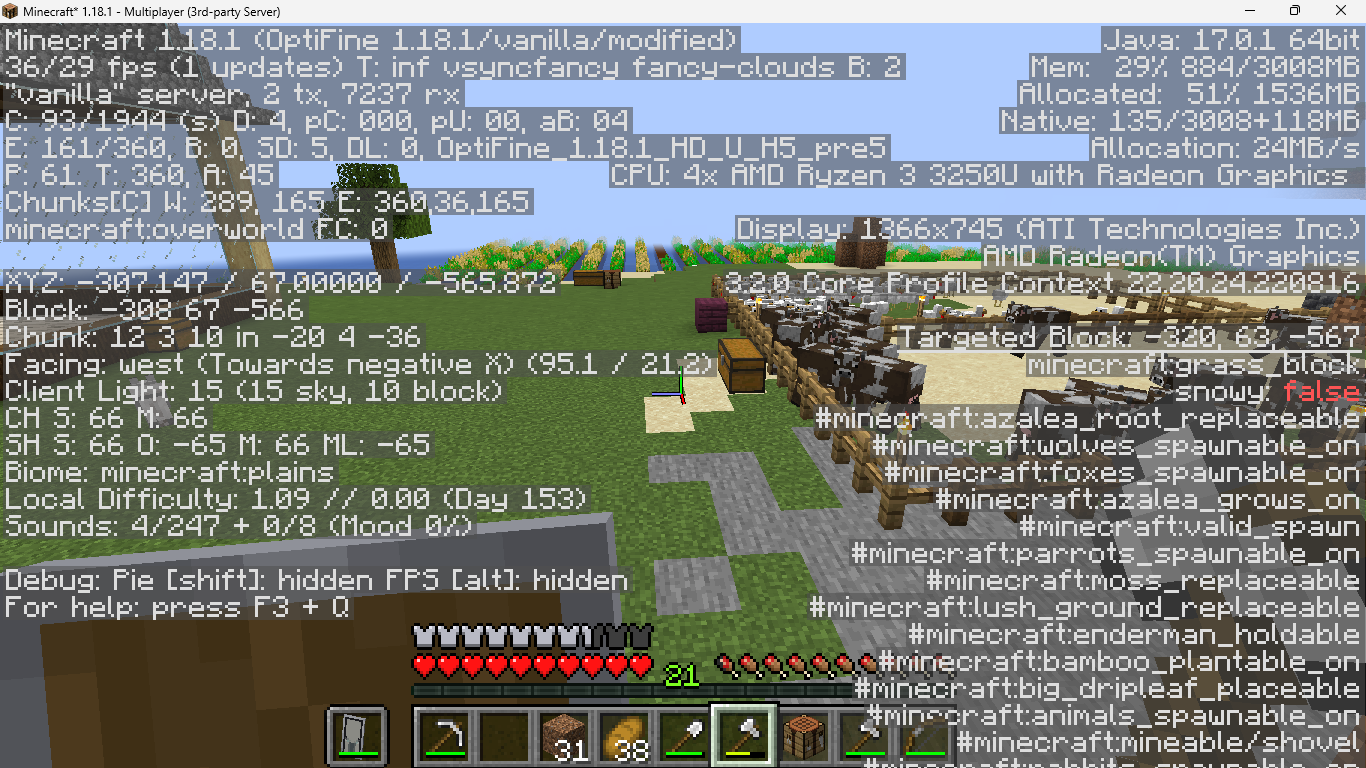 Minecraft* 1.18.1 - Multiplayer (3rd-party Server)
Minecraft 1.18.1 (OptiFine 1.18.1/vanilla/modified)
36/29 fps (1 updates) T: inf vsyncfancy fancy-clouds B: 2
"vanilla" server, 2 tx, 7237 rx
C: 93/1944 (s) D: 4, pC: 000, pU: 00, aB: 04
E: 161/360, B: 0, SD: 5, DL: 0, OptiFine_1.18.1_HD_U_H5_pre5
P: 61. T: 360, A: 45
Chunks[C] W: 289, 165 E: 360,36,165
minecraft:overworld FC: 0
XYZ: -307.147 / 67.00000 / -565.872
Block: -308 67 -566
Chunk: 12 3 10 in -20 4 -36
Facing: west (Towards negative X) (95.1 / 21.2)
Client Light: 15 (15 sky, 10 block)
CH S: 66 M: 66
SH S: 66 O: -65 M: 66 ML: -65
Biome: minecraft:plains
Local Difficulty: 1.09 // 0.00 (Day 153)
Sounds: 4/247 + 0/8 (Mood 0%)
Debug: Pie [shift]: hidden FPS [alt]: hidden
For help: press F3 + Q
Java: 17.0.1 64bit
Mem: 29% 884/3008MB
Allocated: 51% 1536MB
Native: 135/3008+118MB
Allocation: 24MB/s
CPU: 4x AMD Ryzen 3 3250U with Radeon Graphics
Display: 1366x745 (ATI Technologies Inc.)
AMD Radeon(TM) Graphics
3.2.0 Core Profile Context 22.20.24.220816
Targeted Block: -320, 63, -567
minecraft:grass_block
snowy: false
#minecraft:azalea_root_replaceable
#minecraft:wolves_spawnable_on
#minecraft:foxes_spawnable_on
#minecraft:azalea_grows_on
#minecraft:valid_spawn
#minecraft:parrots_spawnable_on
#minecraft:moss_replaceable
#minecraft:lush_ground_replaceable
#minecraft:enderman_holdable
#minecraft:bamboo_plantable_on
#minecraft:big_dripleaf_placeable
#minecraft:animals_spawnable_on
#minecraft:mineable/shovel
#minecraft:rabbits_spawnable_on
21
31
38